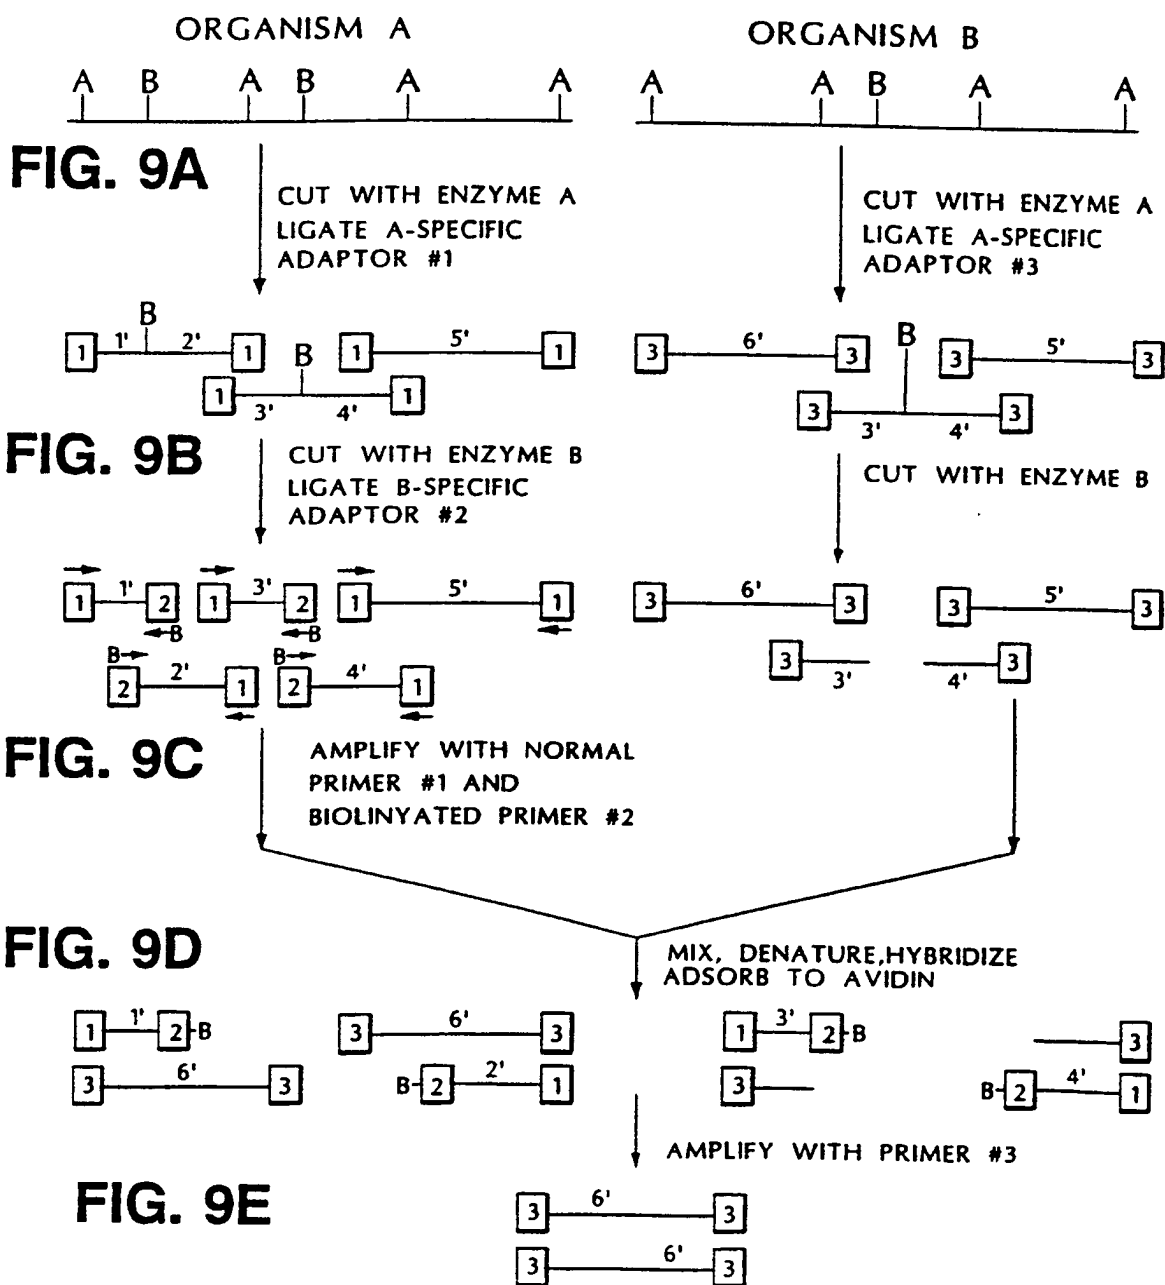 ORGANISM A
ORGANISM B
A B A B A A
A A B A A
FIG. 9A
CUT WITH ENZYME A
LIGATE A-SPECIFIC
ADAPTOR #1
CUT WITH ENZYME A
LIGATE A-SPECIFIC
ADAPTOR #3
B
1 1' 2' 1
1 5' 1
B
1 3' 4' 1
3 6' 3
B
3 5' 3
3 3' 4' 3
FIG. 9B
CUT WITH ENZYME B
LIGATE B-SPECIFIC
ADAPTOR #2
CUT WITH ENZYME B
1 1' 2
1 3' 2
1 5' 1
B B
B B
2 2' 1
2 4' 1
3 6' 3
3 5' 3
3 3'
4' 3
FIG. 9C
AMPLIFY WITH NORMAL
PRIMER #1 AND
BIOLINYATED PRIMER #2
FIG. 9D
MIX, DENATURE,HYBRIDIZE
ADSORB TO AVIDIN
1 1' 2-B
3 6' 3
1 3' 2-B
3
3 6' 3
B-2 2' 1
3
B-2 4' 1
AMPLIFY WITH PRIMER #3
FIG. 9E
3 6' 3
3 6' 3